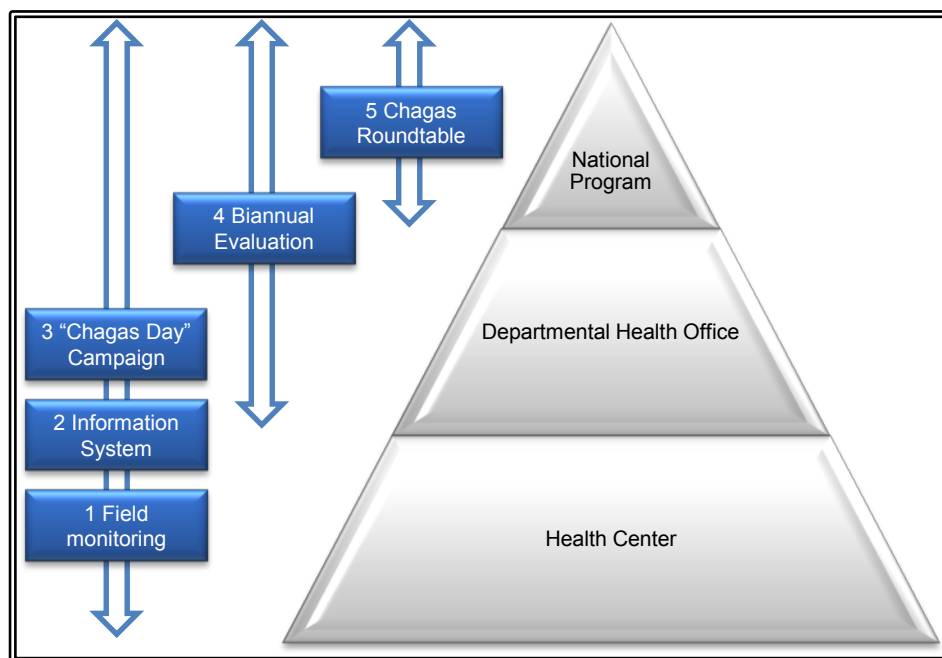 5 Chagas
Roundtable
4 Biannual
Evaluation
3 “Chagas Day”
Campaign
2 Information
System
1 Field
monitoring
National
Program
Departmental Health Office
Health Center